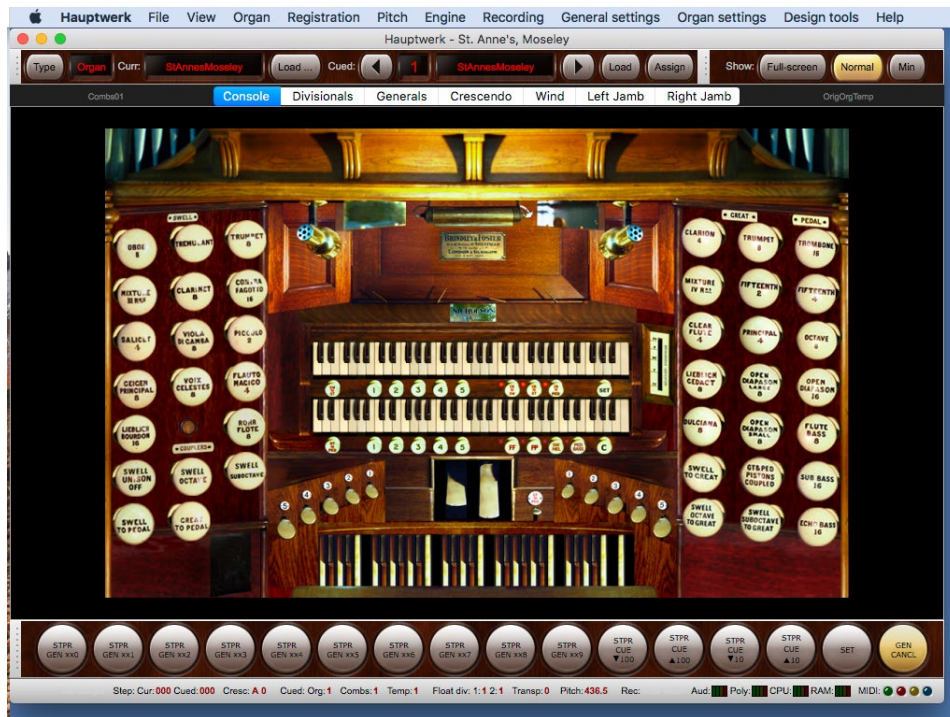 Hauptwerk File View Organ Registration Pitch Engine Recording General settings Organ settings Design tools Help
Hauptwerk - St. Anne's, Moseley
Type Organ Curr: StAnnesMoseley Load ... Cued: 1 StAnnesMoseley Load Assign Show: Full-screen Normal Min
Combs01 Console Divisionals Generals Crescendo Wind Left Jamb Right Jamb OrigOrgTemp
SWELL
OBOE
8
TREMULANT
TRUMPET
8
MIXTURE
III RKS
CLARINET
8
CONTRA
FAGOTTO
16
SALICET
4
VIOLA
DI GAMBA
8
PICCOLO
2
GEIGEN
PRINCIPAL
8
VOIX
CELESTES
8
FLAUTO
MAGICO
4
LIEBLICH
BOURDON
16
ROHR
FLÖTE
8
COUPLERS
SWELL
UNISON
OFF
SWELL
OCTAVE
SWELL
SUBOCTAVE
SWELL
TO PEDAL
GREAT
TO PEDAL
BRINDLEY & FOSTER
NICHOLSON
1 2 3 4 5 SET
1 2 3 4 5 FF PP C
5 4 3 2 1
1 2 3 4 5
GREAT PEDAL
CLARION
4
TRUMPET
8
TROMBONE
16
MIXTURE
IV RKS
FIFTEENTH
2
FIFTEENTH
4
CLEAR
FLUTE
4
PRINCIPAL
4
OCTAVE
8
LIEBLICH
GEDACT
8
OPEN
DIAPASON
LARGE
8
OPEN
DIAPASON
16
DULCIANA
8
OPEN
DIAPASON
SMALL
8
FLUTE
BASS
8
SWELL
TO GREAT
GT&PED
PISTONS
COUPLED
SUB BASS
16
SWELL
OCTAVE
TO GREAT
SWELL
SUBOCTAVE
TO GREAT
ECHO BASS
16
STPR
GEN xx0
STPR
GEN xx1
STPR
GEN xx2
STPR
GEN xx3
STPR
GEN xx4
STPR
GEN xx5
STPR
GEN xx6
STPR
GEN xx7
STPR
GEN xx8
STPR
GEN xx9
STPR
CUE
▼100
STPR
CUE
▲100
STPR
CUE
▼10
STPR
CUE
▲10
SET
GEN
CANCL
Step: Cur:000 Cued:000 Cresc: A 0 Cued: Org:1 Combs:1 Temp:1 Float div: 1:1 2:1 Transp:0 Pitch:436.5 Rec: Aud: Poly: CPU: RAM: MIDI: